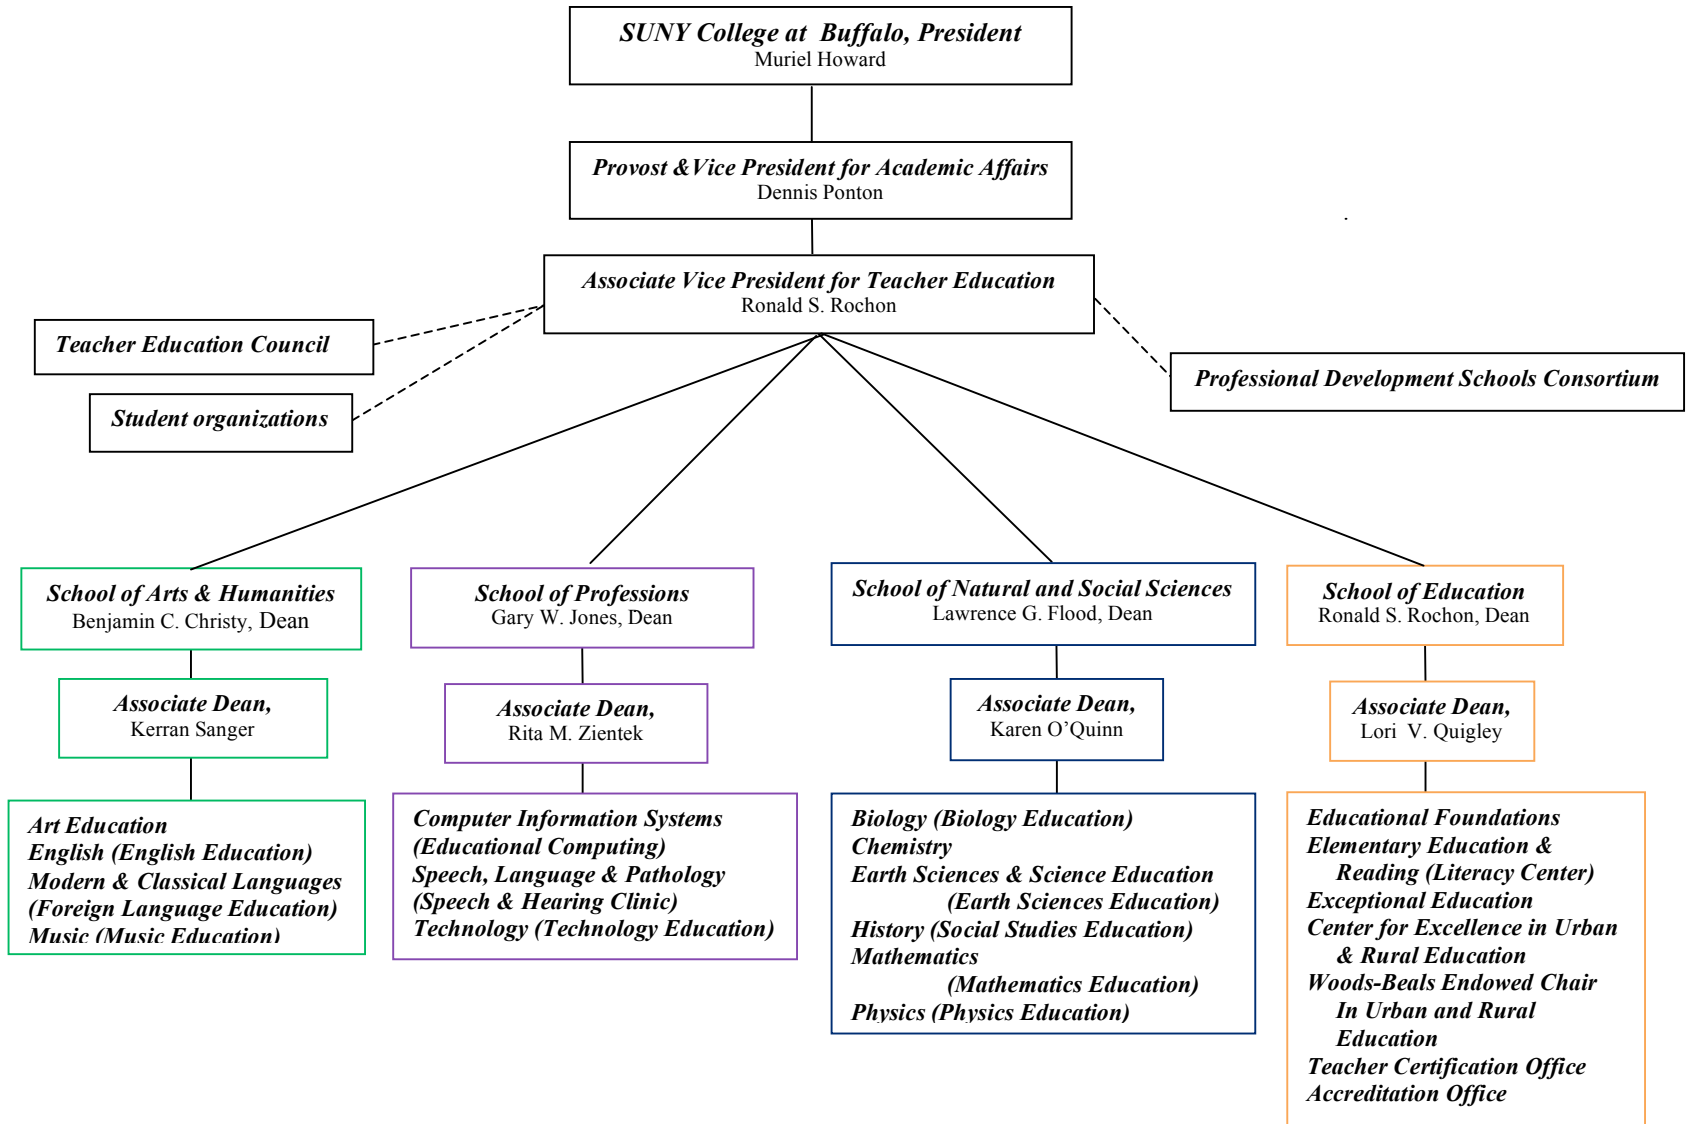 SUNY College at Buffalo, President
Muriel Howard
Provost &Vice President for Academic Affairs
Dennis Ponton
Associate Vice President for Teacher Education
Ronald S. Rochon
Teacher Education Council
Student organizations
Professional Development Schools Consortium
School of Arts & Humanities
Benjamin C. Christy, Dean
Associate Dean,
Kerran Sanger
Art Education
English (English Education)
Modern & Classical Languages
(Foreign Language Education)
Music (Music Education)
School of Professions
Gary W. Jones, Dean
Associate Dean,
Rita M. Zientek
Computer Information Systems
(Educational Computing)
Speech, Language & Pathology
(Speech & Hearing Clinic)
Technology (Technology Education)
School of Natural and Social Sciences
Lawrence G. Flood, Dean
Associate Dean,
Karen O’Quinn
Biology (Biology Education)
Chemistry
Earth Sciences & Science Education
(Earth Sciences Education)
History (Social Studies Education)
Mathematics
(Mathematics Education)
Physics (Physics Education)
School of Education
Ronald S. Rochon, Dean
Associate Dean,
Lori V. Quigley
Educational Foundations
Elementary Education &
Reading (Literacy Center)
Exceptional Education
Center for Excellence in Urban
& Rural Education
Woods-Beals Endowed Chair
In Urban and Rural
Education
Teacher Certification Office
Accreditation Office